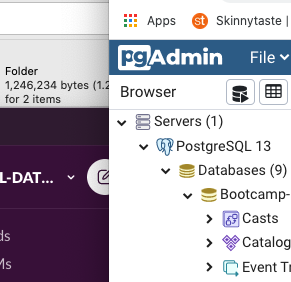 Apps
Skinnytaste |
pgAdmin
File
Folder
1,246,234 bytes (1.2
for 2 items
Browser
Servers (1)
PostgreSQL 13
L-DAT...
Databases (9)
Bootcamp-
ds
Casts
Catalog
Ms
Event Tr